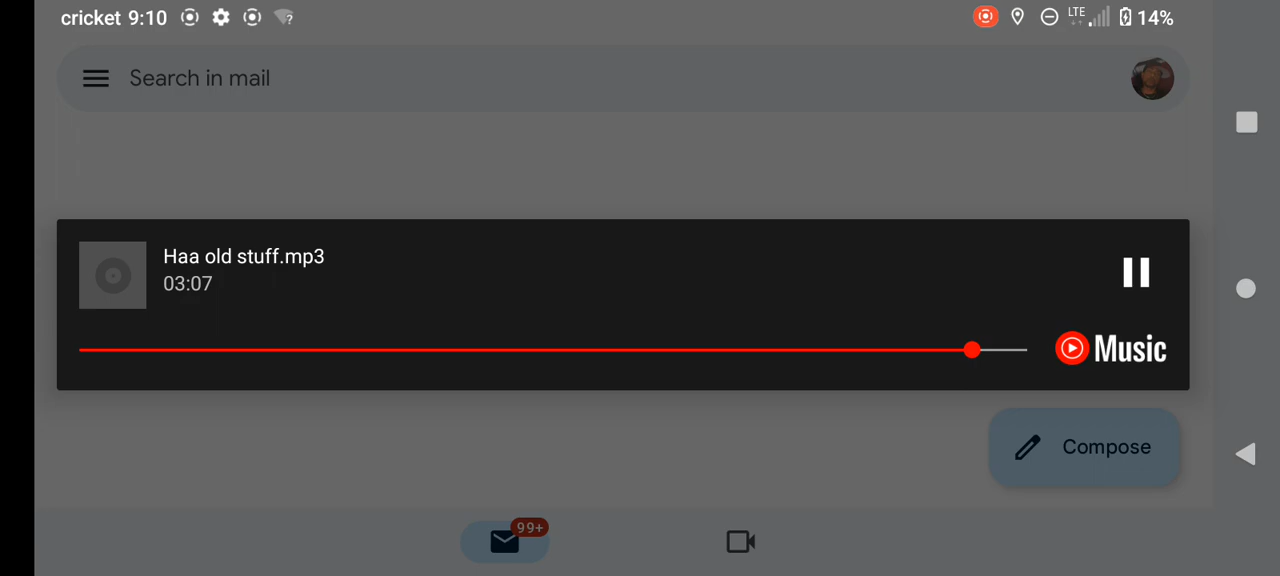 cricket 9:10
LTE
14%
Search in mail
Haa old stuff.mp3
03:07
Music
Compose
99+